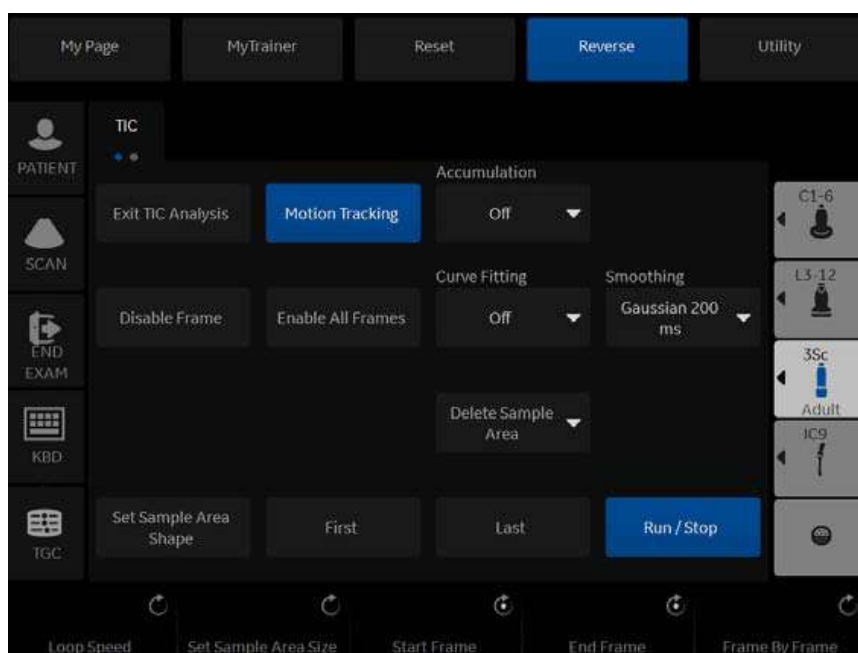 My Page
MyTrainer
Reset
Reverse
Utility
PATIENT
TIC
SCAN
END
EXAM
KBD
TGC
Exit TIC Analysis
Motion Tracking
Accumulation
Off
Disable Frame
Enable All Frames
Curve Fitting
Off
Smoothing
Gaussian 200
ms
Delete Sample
Area
Set Sample Area
Shape
First
Last
Run / Stop
C1-6
L3-12
3Sc
Adult
IC9
Loop Speed
Set Sample Area Size
Start Frame
End Frame
Frame By Frame